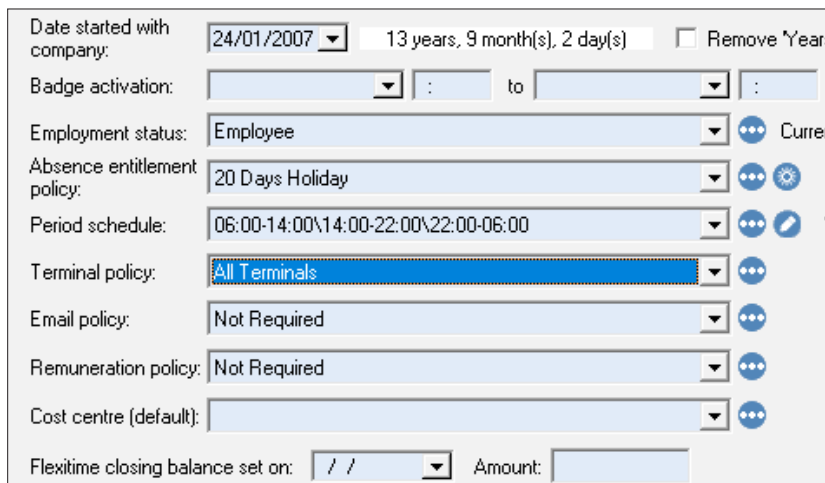 Date started with company: 24/01/2007 13 years, 9 month(s), 2 day(s) Remove 'Years
Badge activation: : to :
Employment status: Employee Curre
Absence entitlement policy: 20 Days Holiday
Period schedule: 06:00-14:00\14:00-22:00\22:00-06:00
Terminal policy: All Terminals
Email policy: Not Required
Remuneration policy: Not Required
Cost centre (default):
Flexitime closing balance set on: / / Amount: